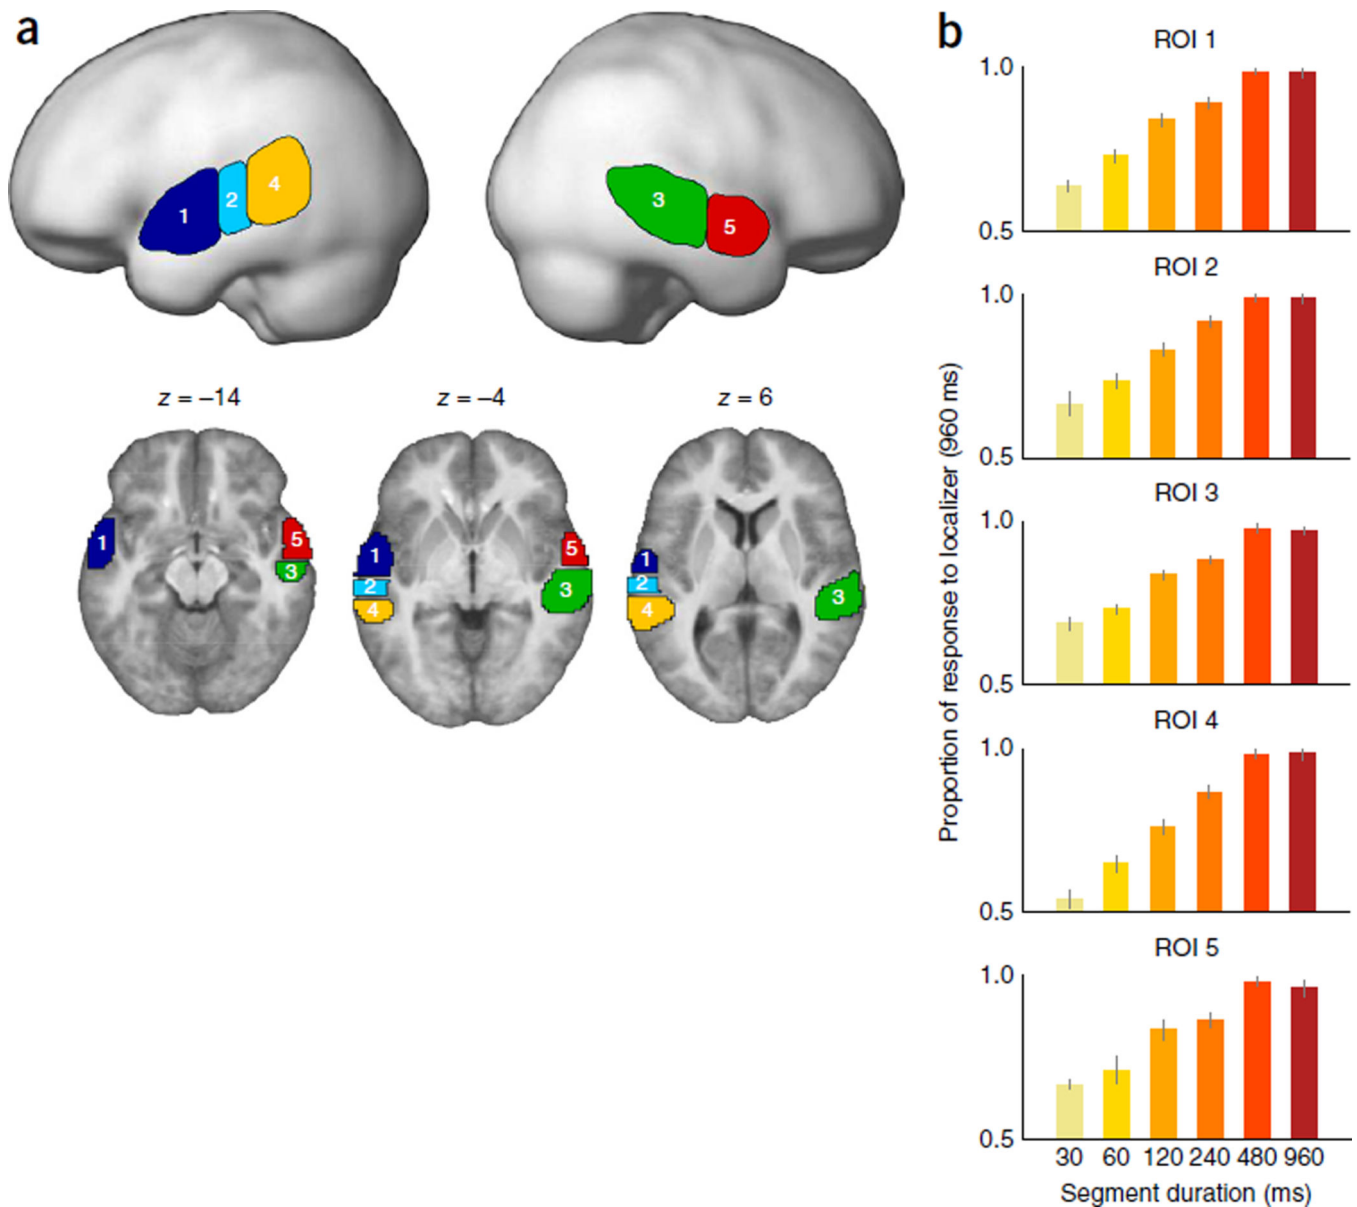 a
1
2
4
3
5
z = –14
z = –4
z = 6
1
5
3
1
2
4
5
3
1
2
4
3
b
Proportion of response to localizer (960 ms)
ROI 1
1.0
0.5
ROI 2
1.0
0.5
ROI 3
1.0
0.5
ROI 4
1.0
0.5
ROI 5
1.0
0.5
30 60 120 240 480 960
Segment duration (ms)